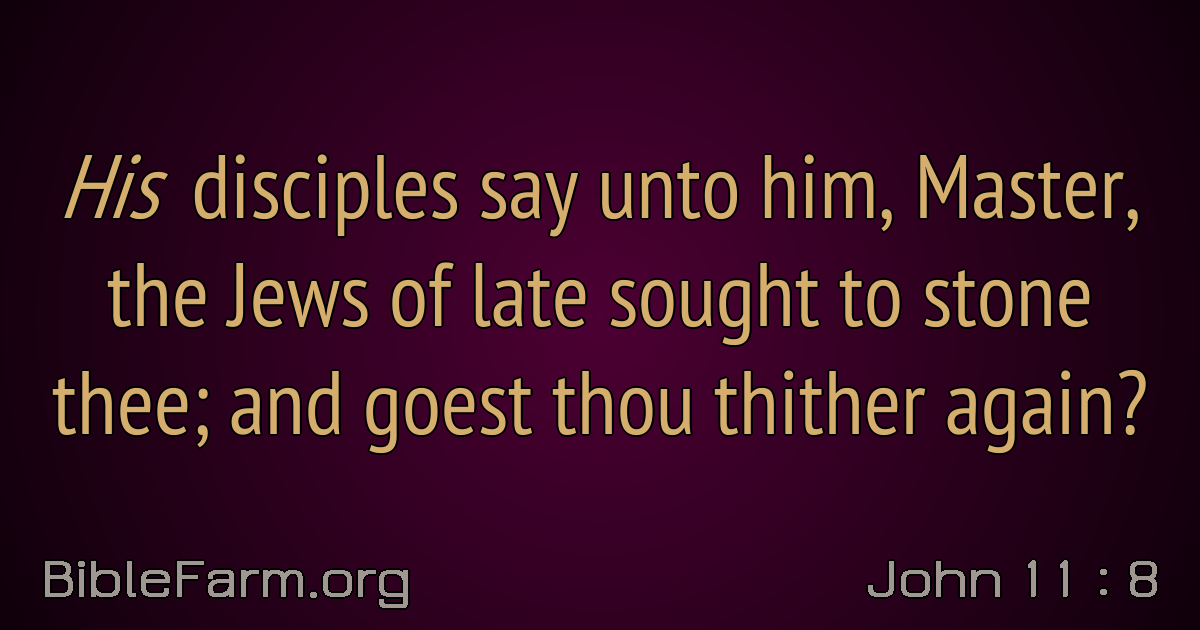 His disciples say unto him, Master,
the Jews of late sought to stone
thee; and goest thou thither again?
BibleFarm.org
John 11 : 8